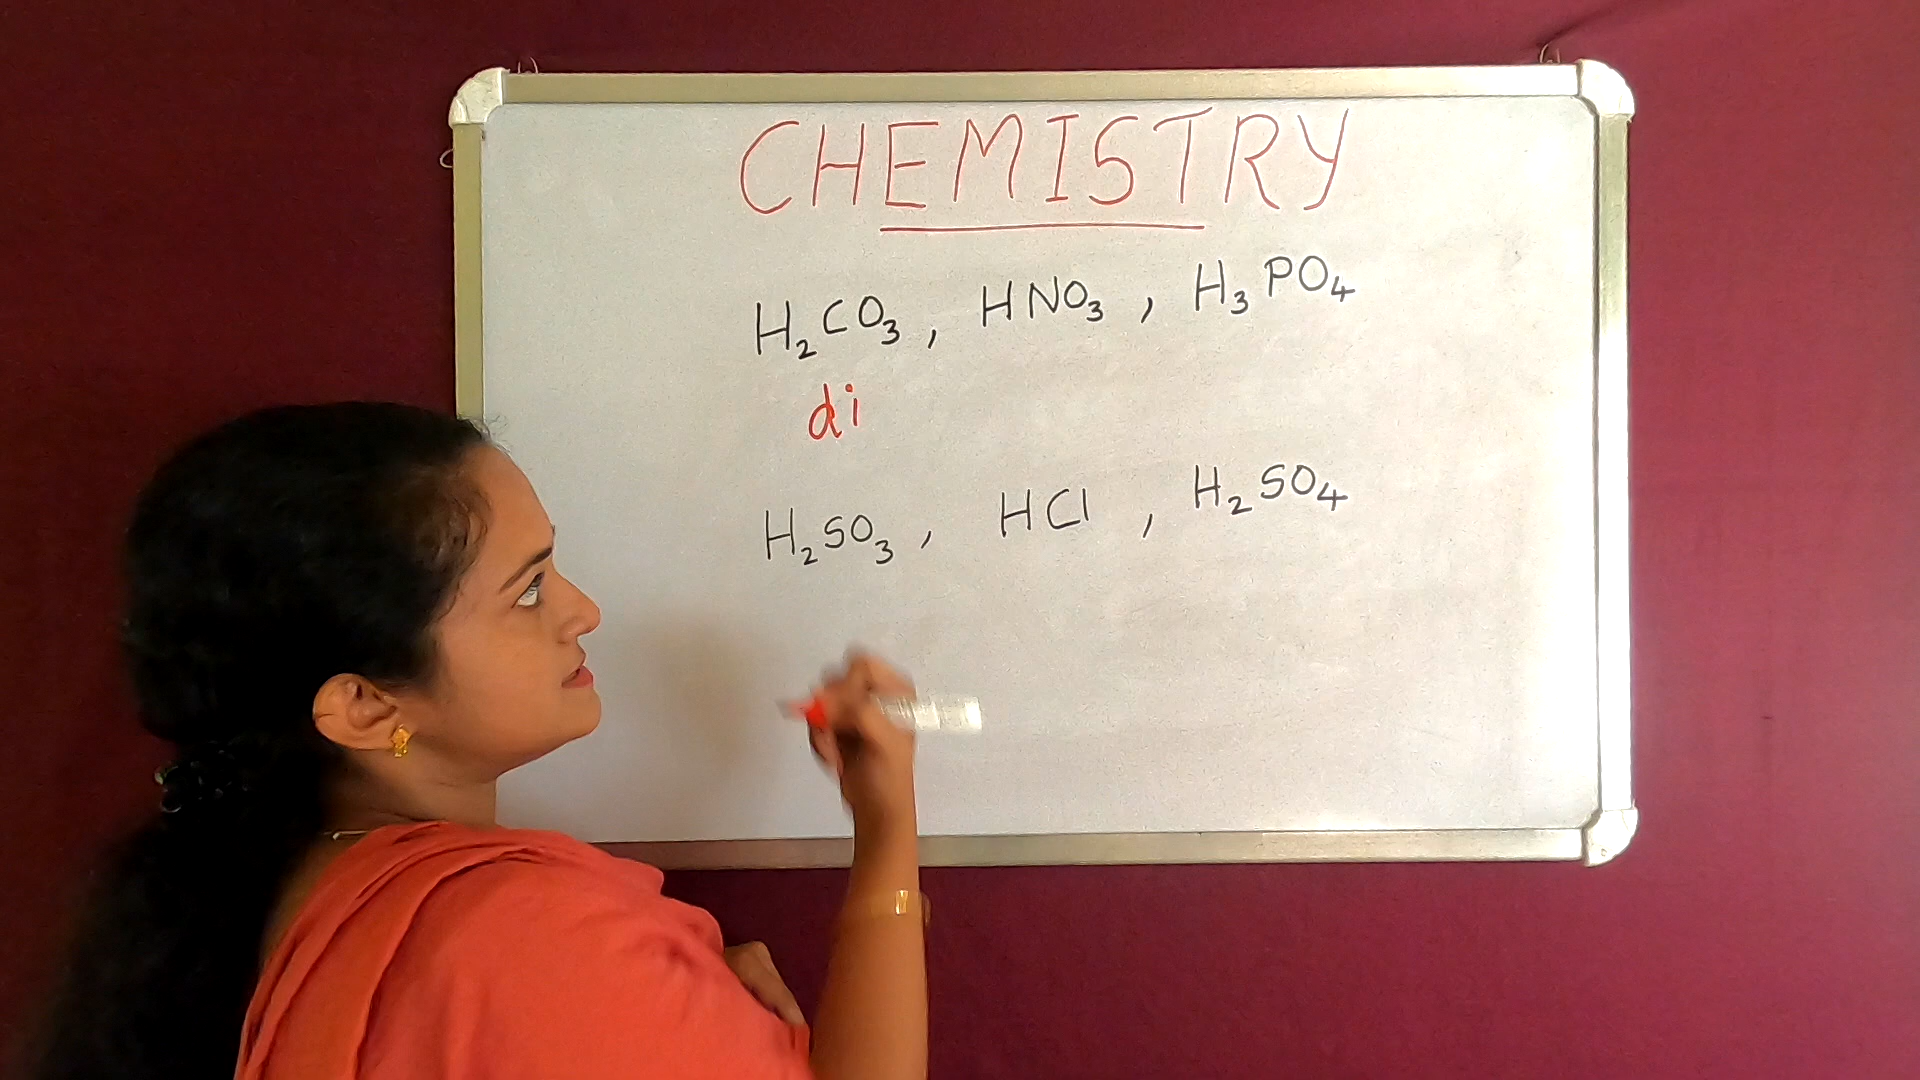 CHEMISTRY
H₂CO₃, HNO₃, H₃PO₄
di
H₂SO₃, HCl, H₂SO₄